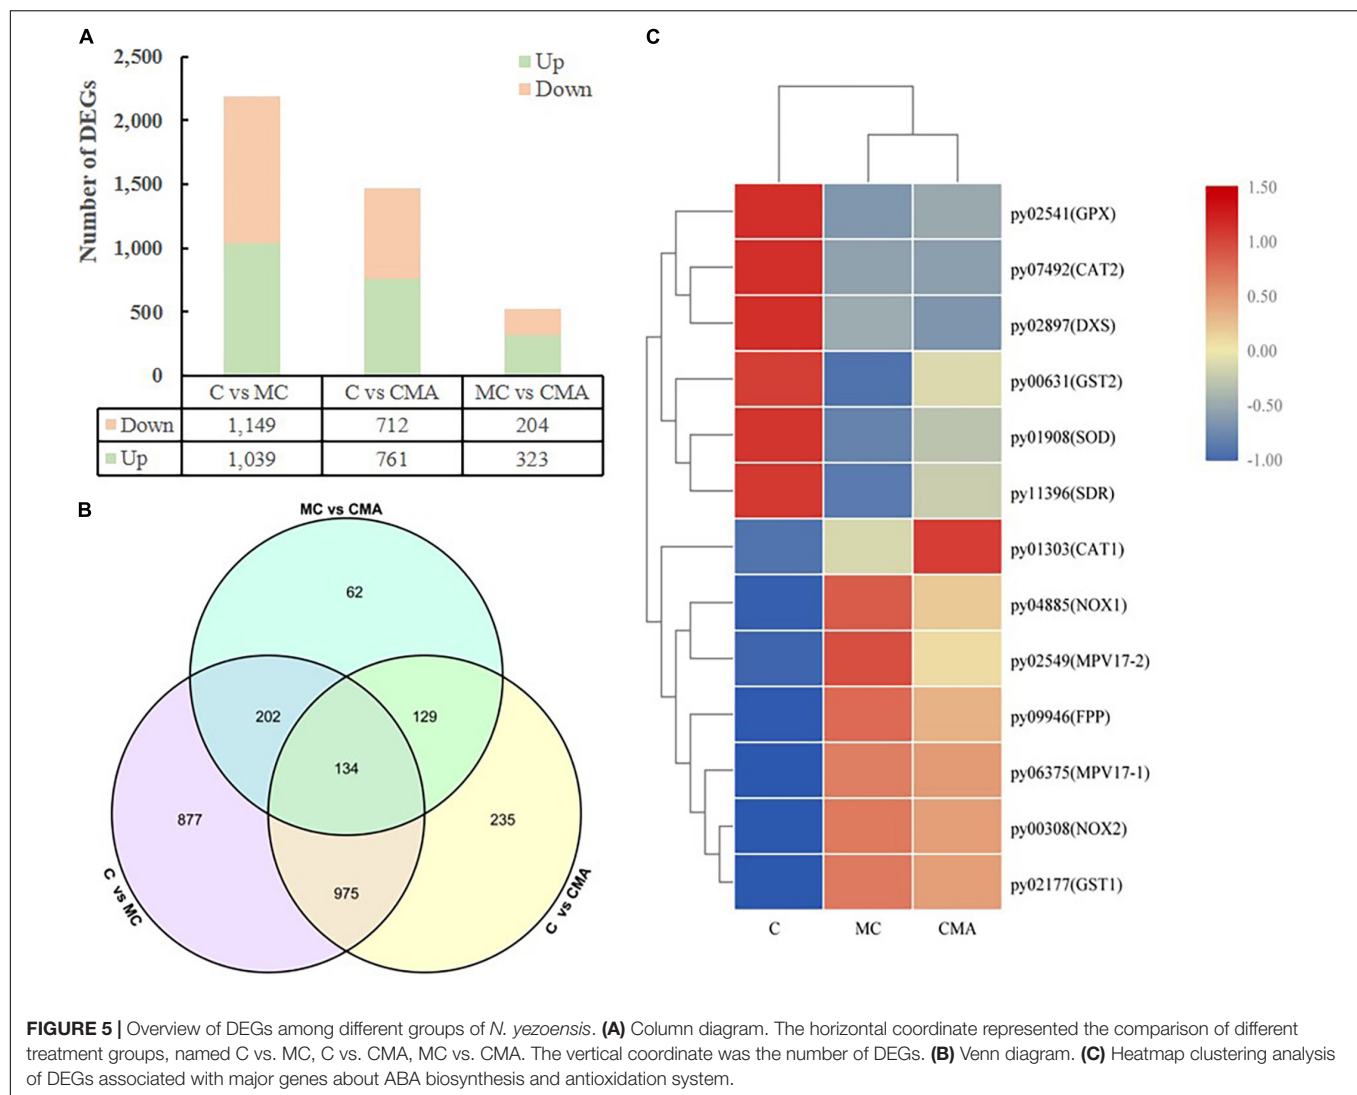 A
2,500
2,000
1,500
1,000
500
0
Number of DEGs
Up
Down
C vs MC C vs CMA MC vs CMA
Down 1,149 712 204
Up 1,039 761 323
B
MC vs CMA
62
202
129
134
877
235
975
C vs MC
C vs CMA
C
py02541(GPX)
py07492(CAT2)
py02897(DXS)
py00631(GST2)
py01908(SOD)
py11396(SDR)
py01303(CAT1)
py04885(NOX1)
py02549(MPV17-2)
py09946(FPP)
py06375(MPV17-1)
py00308(NOX2)
py02177(GST1)
C MC CMA
1.50
1.00
0.50
0.00
-0.50
-1.00
FIGURE 5 | Overview of DEGs among different groups of N. yezoensis. (A) Column diagram. The horizontal coordinate represented the comparison of different
treatment groups, named C vs. MC, C vs. CMA, MC vs. CMA. The vertical coordinate was the number of DEGs. (B) Venn diagram. (C) Heatmap clustering analysis
of DEGs associated with major genes about ABA biosynthesis and antioxidation system.